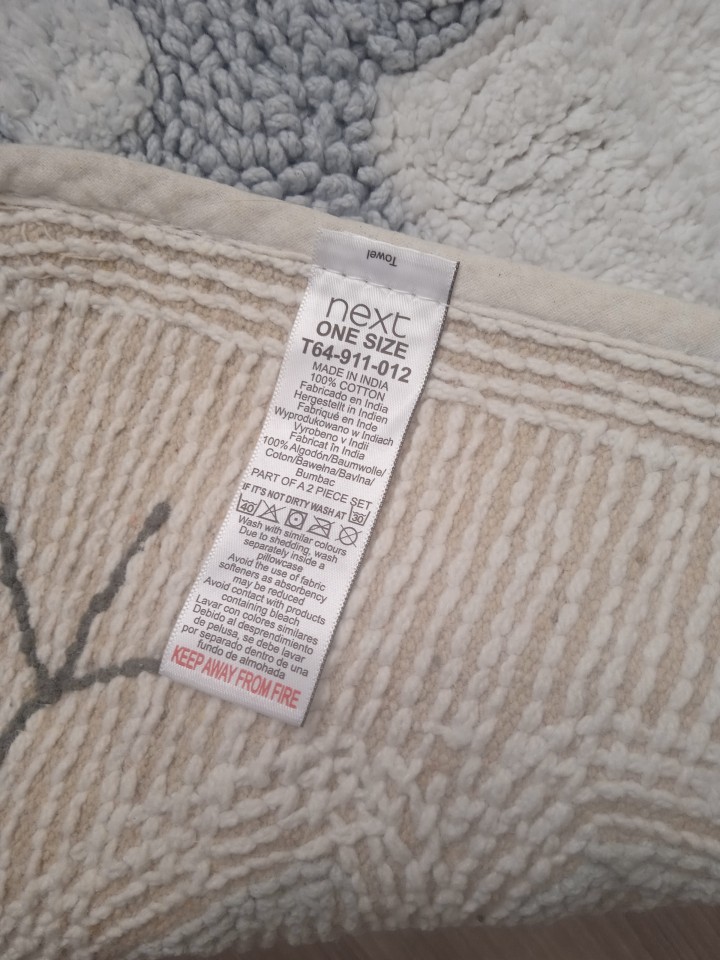 Towel
next
ONE SIZE
T64-911-012
MADE IN INDIA
100% COTTON
Fabricado en India
Hergestellt in Indien
Fabriqué en Inde
Wyprodukowano w Indiach
Vyrobeno v Indii
Fabricat în India
100% Algodón/Baumwolle/
Coton/Bawełna/Bavlna/
Bumbac
PART OF A 2 PIECE SET
IF IT'S NOT DIRTY WASH AT 30
40
Wash with similar colours
Due to shedding, wash
separately inside a
pillowcase
Avoid the use of fabric
softeners as absorbency
may be reduced
Avoid contact with products
containing bleach
Lavar con colores similares
Debido al desprendimiento
de pelusa, se debe lavar
por separado dentro de una
fundo de almohada
KEEP AWAY FROM FIRE